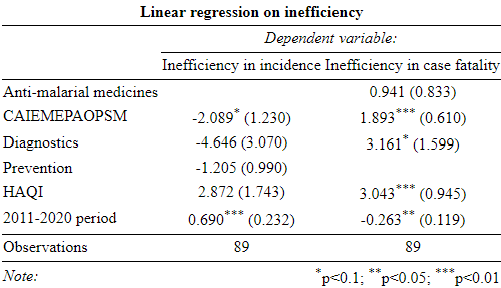 Linear regression on inefficiency
Dependent variable:
Inefficiency in incidence Inefficiency in case fatality
Anti-malarial medicines 0.941 (0.833)
CAIEMEPAOPSM -2.089* (1.230) 1.893*** (0.610)
Diagnostics -4.646 (3.070) 3.161* (1.599)
Prevention -1.205 (0.990)
HAQI 2.872 (1.743) 3.043*** (0.945)
2011-2020 period 0.690*** (0.232) -0.263** (0.119)
Observations 89 89
Note: *p<0.1; **p<0.05; ***p<0.01